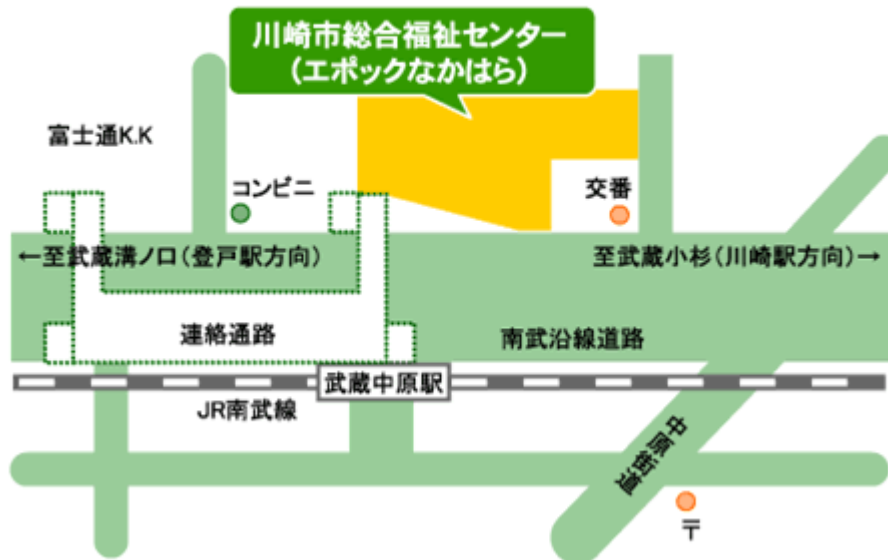 川崎市総合福祉センター
(エポックなかはら)
富士通K.K
コンビニ
交番
←至武蔵溝ノ口(登戸駅方向)
至武蔵小杉(川崎駅方向)→
連絡通路
南武沿線道路
武蔵中原駅
JR南武線
中原街道
〒